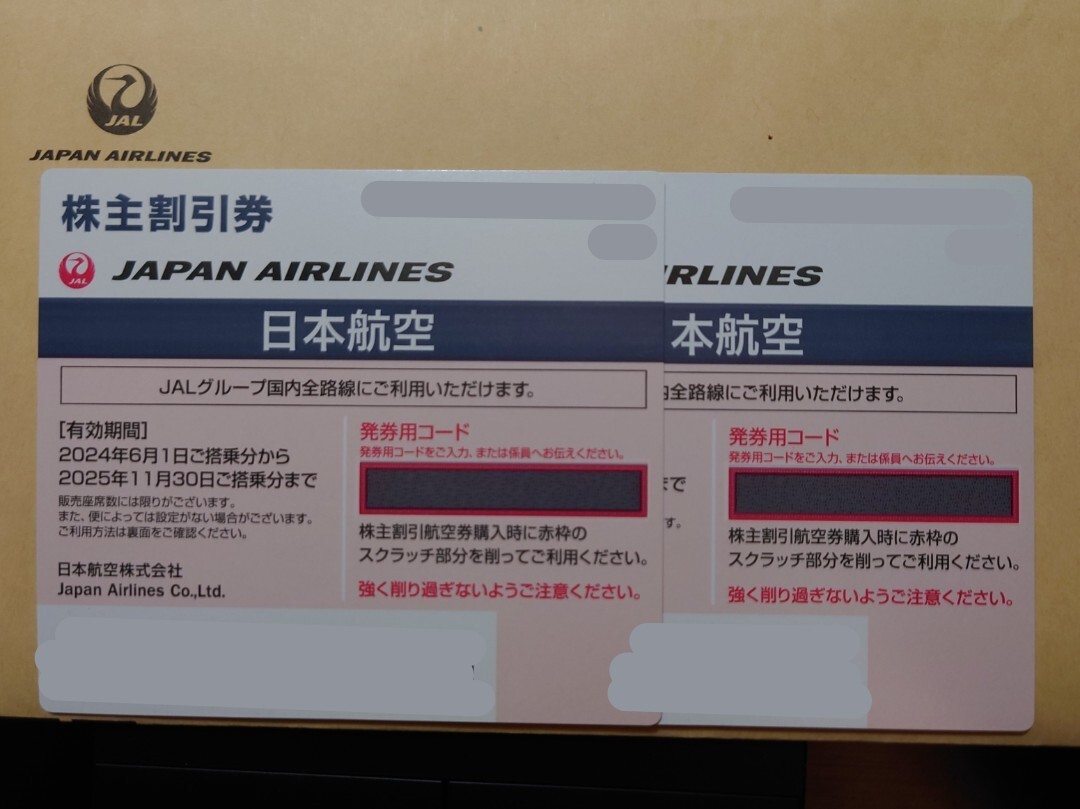 JAL
JAPAN AIRLINES
株主割引券
JAL
JAPAN AIRLINES
日本航空
JALグループ国内全路線にご利用いただけます。
[有効期間]
2024年6月1日ご搭乗分から
2025年11月30日ご搭乗分まで
販売座席数には限りがございます。
また、便によっては設定がない場合がございます。
ご利用方法は裏面をご確認ください。
日本航空株式会社
Japan Airlines Co.,Ltd.
発券用コード
発券用コードをご入力、または係員へお伝えください。
株主割引航空券購入時に赤枠の
スクラッチ部分を削ってご利用ください。
強く削り過ぎないようご注意ください。
RLINES
本航空
全路線にご利用いただけます。
まで
す。
発券用コード
発券用コードをご入力、または係員へお伝えください。
株主割引航空券購入時に赤枠の
スクラッチ部分を削ってご利用ください。
強く削り過ぎないようご注意ください。